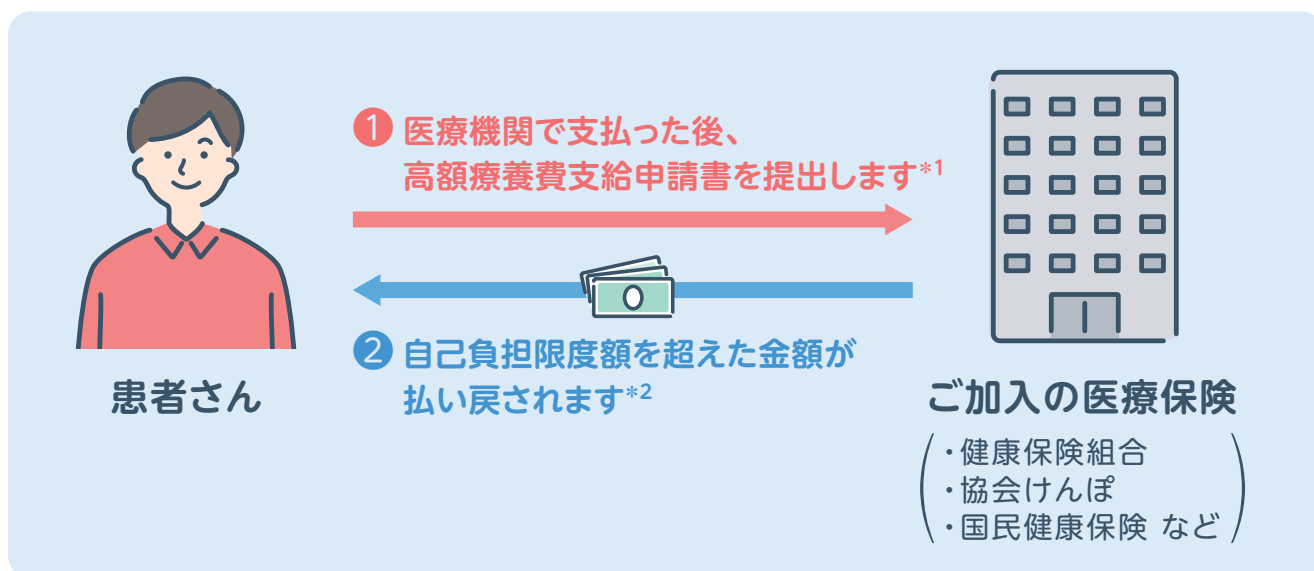 ❶ 医療機関で支払った後、
高額療養費支給申請書を提出します*1
❷ 自己負担限度額を超えた金額が
払い戻されます*2
患者さん
ご加入の医療保険
・健康保険組合
・協会けんぽ
・国民健康保険 など